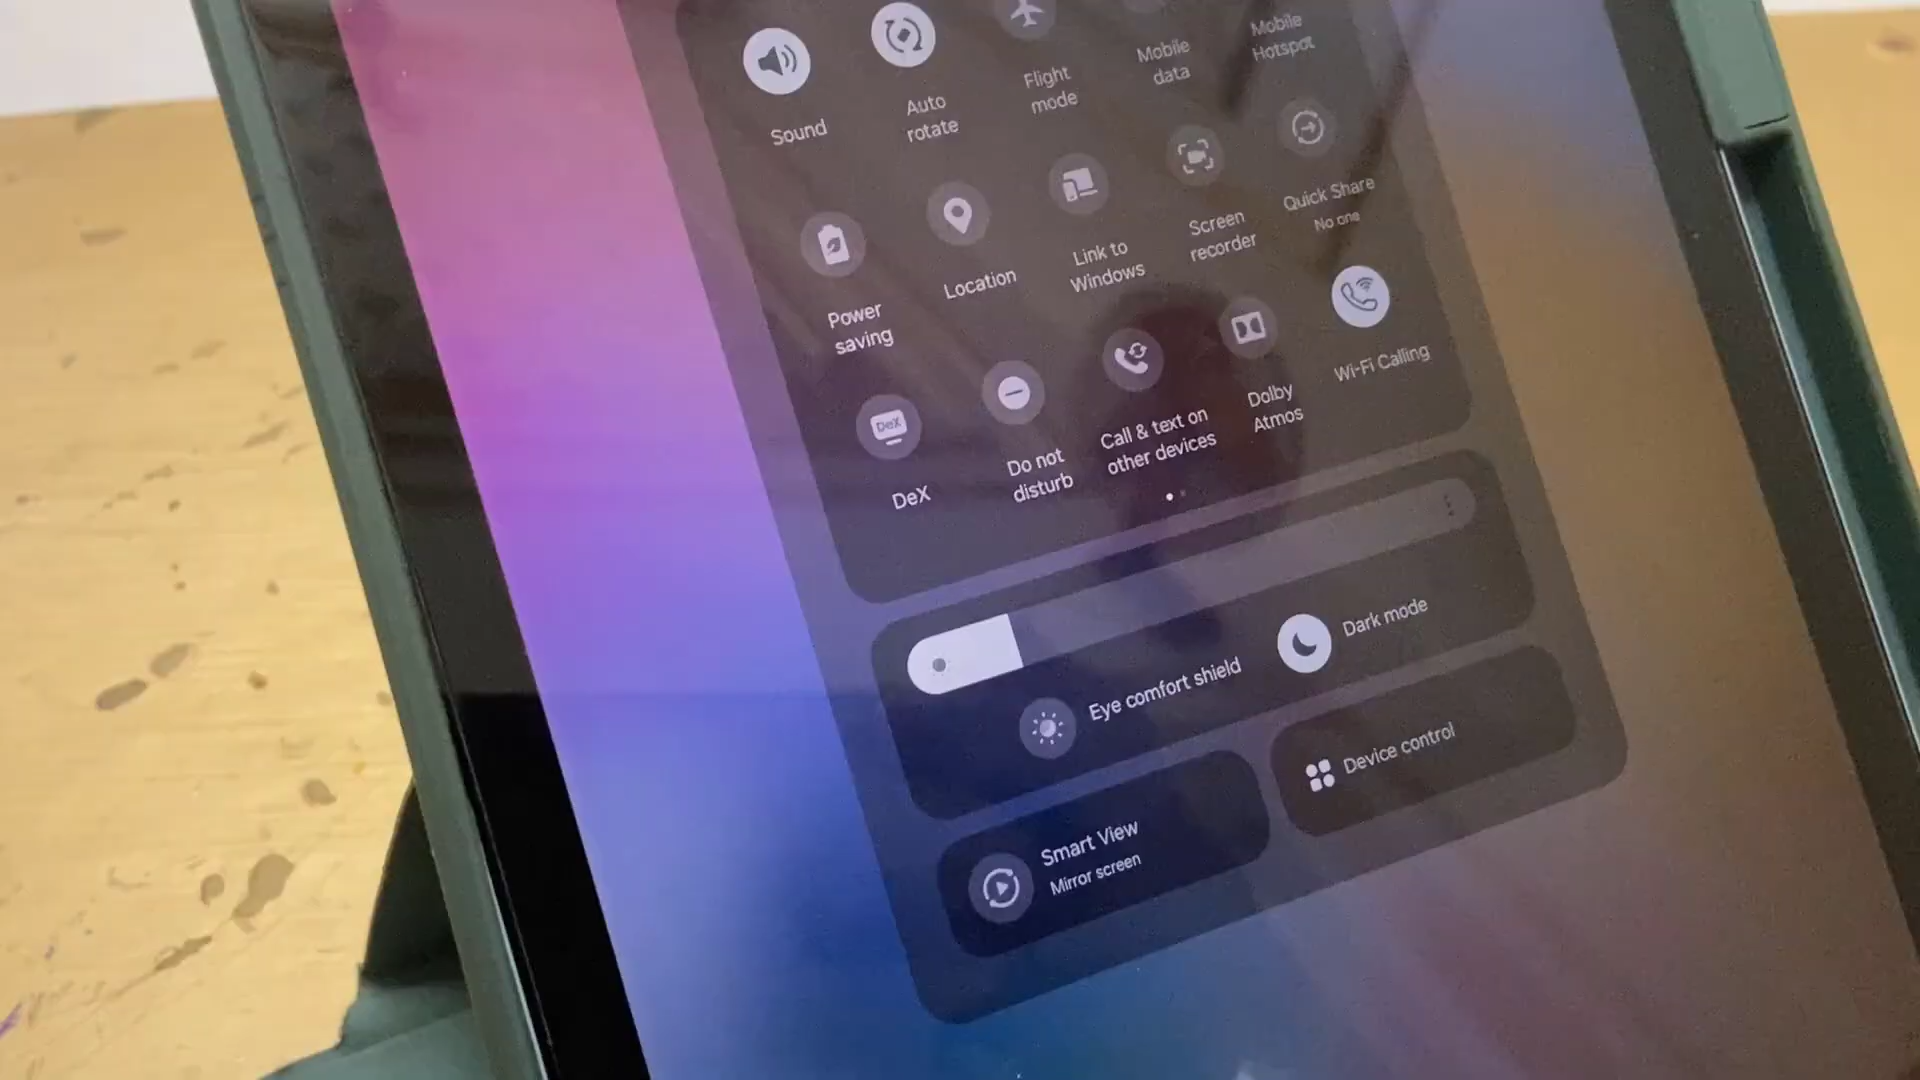 Sound
Auto
rotate
Flight
mode
Mobile
data
Mobile
Hotspot
Power
saving
Location
Link to
Windows
Screen
recorder
Quick Share
No one
DeX
DeX
Do not
disturb
Call & text on
other devices
Dolby
Atmos
Wi-Fi Calling
Eye comfort shield
Dark mode
Smart View
Mirror screen
Device control